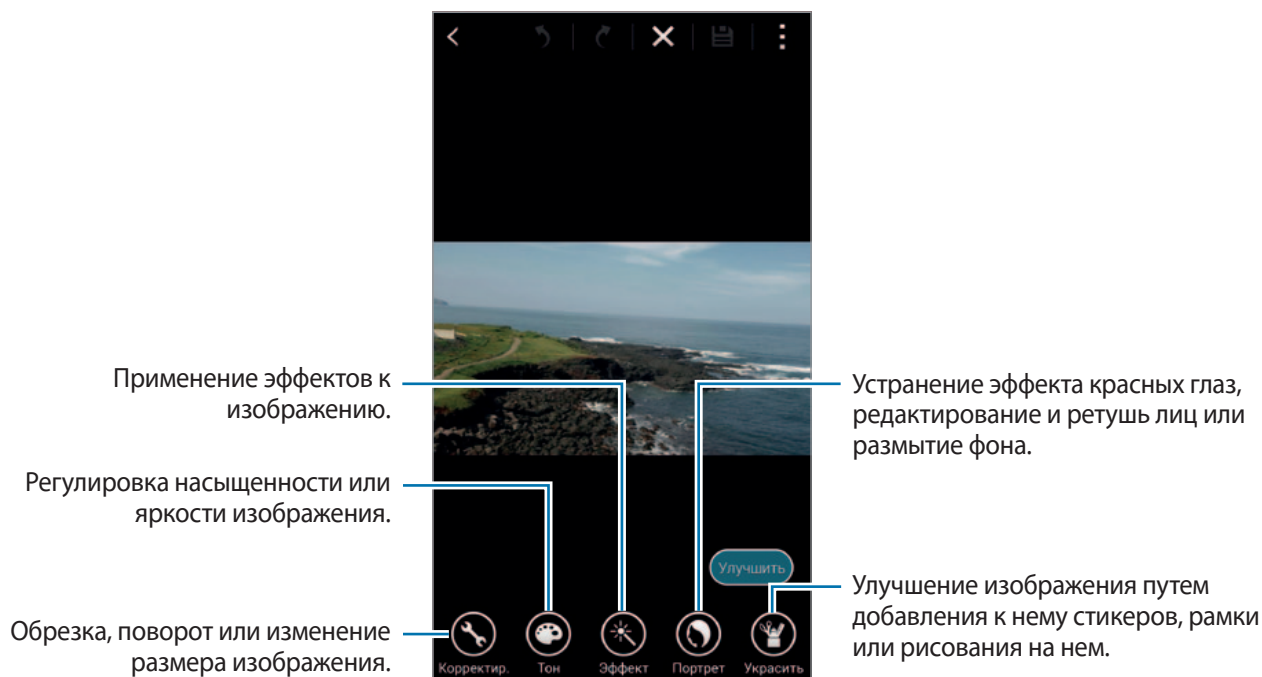 Применение эффектов к
изображению.
Регулировка насыщенности или
яркости изображения.
Обрезка, поворот или изменение
размера изображения.
Устранение эффекта красных глаз,
редактирование и ретушь лиц или
размытие фона.
Улучшить
Улучшение изображения путем
добавления к нему стикеров, рамки
или рисования на нем.
Корректир.
Тон
Эффект
Портрет
Украсить